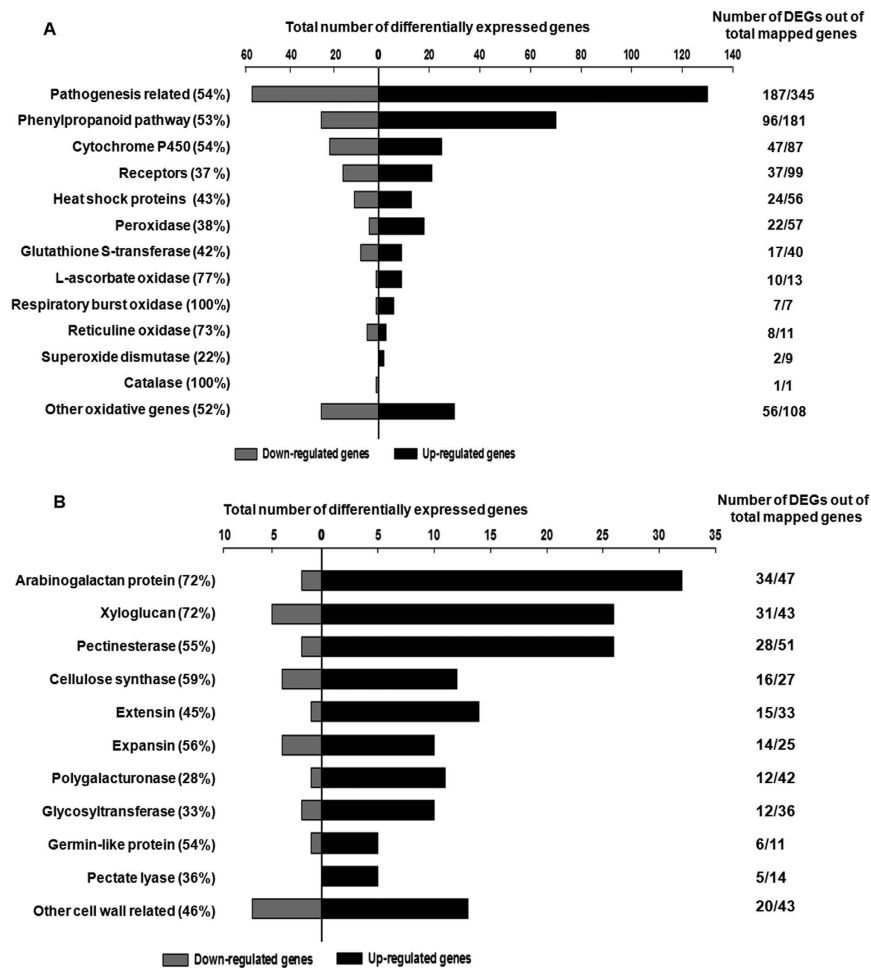 A
Total number of differentially expressed genes
Number of DEGs out of
total mapped genes
60 40 20 0 20 40 60 80 100 120 140
Pathogenesis related (54%) 187/345
Phenylpropanoid pathway (53%) 96/181
Cytochrome P450 (54%) 47/87
Receptors (37 %) 37/99
Heat shock proteins (43%) 24/56
Peroxidase (38%) 22/57
Glutathione S-transferase (42%) 17/40
L-ascorbate oxidase (77%) 10/13
Respiratory burst oxidase (100%) 7/7
Reticuline oxidase (73%) 8/11
Superoxide dismutase (22%) 2/9
Catalase (100%) 1/1
Other oxidative genes (52%) 56/108
Down-regulated genes Up-regulated genes
B
Total number of differentially expressed genes
Number of DEGs out of
total mapped genes
10 5 0 5 10 15 20 25 30 35
Arabinogalactan protein (72%) 34/47
Xyloglucan (72%) 31/43
Pectinesterase (55%) 28/51
Cellulose synthase (59%) 16/27
Extensin (45%) 15/33
Expansin (56%) 14/25
Polygalacturonase (28%) 12/42
Glycosyltransferase (33%) 12/36
Germin-like protein (54%) 6/11
Pectate lyase (36%) 5/14
Other cell wall related (46%) 20/43
Down-regulated genes Up-regulated genes